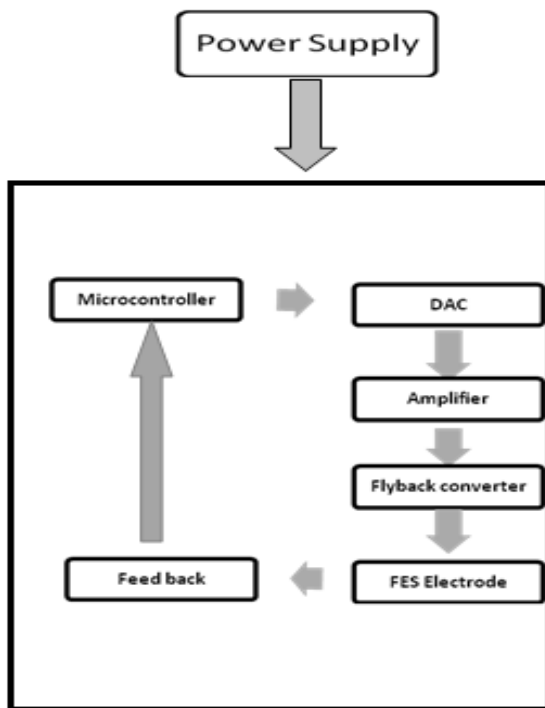 Power Supply
Microcontroller
DAC
Amplifier
Flyback converter
FES Electrode
Feed back